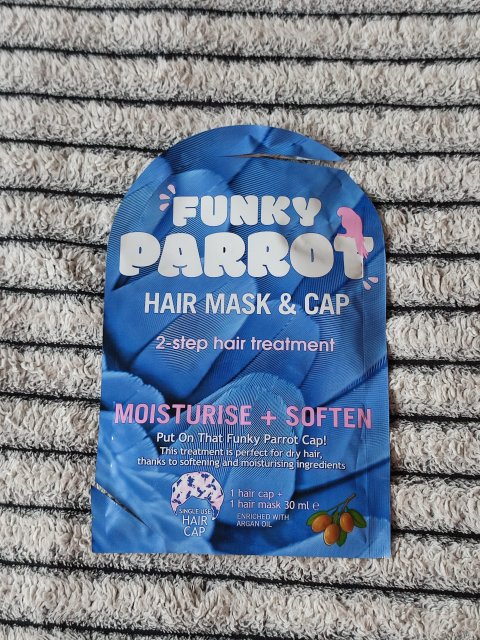 FUNKY
PARROT
HAIR MASK & CAP
2-step hair treatment
MOISTURISE + SOFTEN
Put On That Funky Parrot Cap!
This treatment is perfect for dry hair,
thanks to softening and moisturising ingredients
SINGLE USE
HAIR
CAP
1 hair cap +
1 hair mask 30 ml ℮
ENRICHED WITH
ARGAN OIL